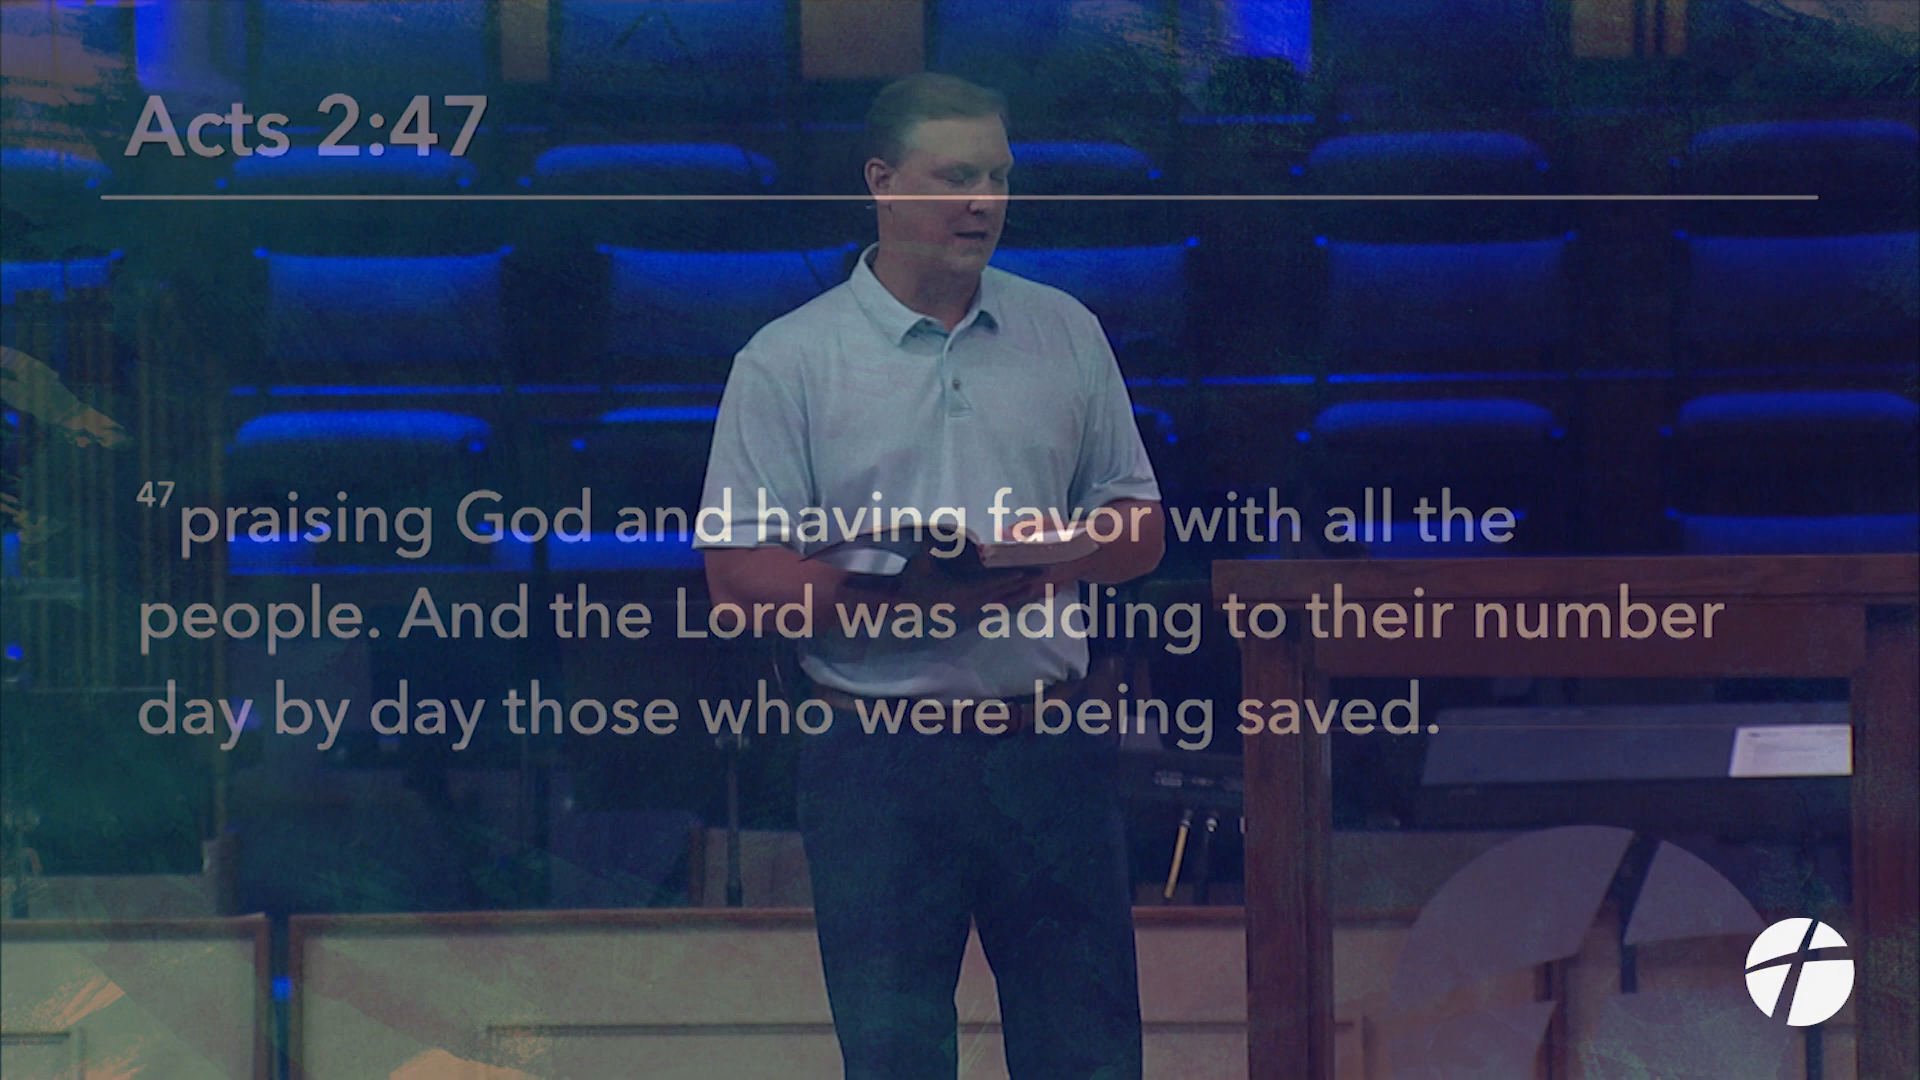 Acts 2:47
47 praising God and having favor with all the
people. And the Lord was adding to their number
day by day those who were being saved.